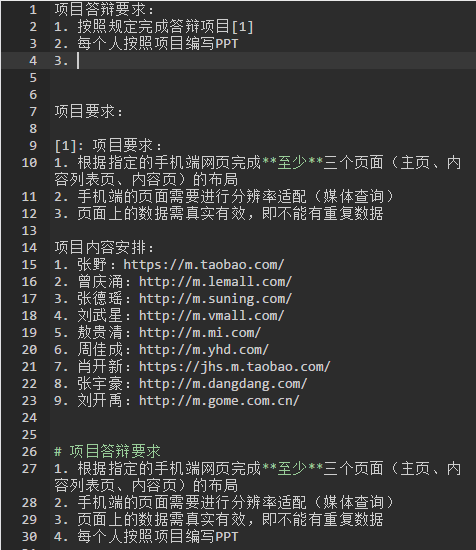 1 项目答辩要求:
2 1. 按照规定完成答辩项目[1]
3 2. 每个人按照项目编写PPT
4 3.
5
6
7 项目要求:
8
9 [1]: 项目要求:
10 1. 根据指定的手机端网页完成**至少**三个页面（主页、内
容列表页、内容页）的布局
11 2. 手机端的页面需要进行分辨率适配（媒体查询）
12 3. 页面上的数据需真实有效，即不能有重复数据
13
14 项目内容安排:
15 1. 张野：https://m.taobao.com/
16 2. 曾庆涌：http://m.lemall.com/
17 3. 张德瑶：http://m.suning.com/
18 4. 刘武星：http://m.vmall.com/
19 5. 敖贵清：http://m.mi.com/
20 6. 周佳成：http://m.yhd.com/
21 7. 肖开新：https://jhs.m.taobao.com/
22 8. 张宇豪：http://m.dangdang.com/
23 9. 刘开禹：http://m.gome.com.cn/
24
25
26 # 项目答辩要求
27 1. 根据指定的手机端网页完成**至少**三个页面（主页、内
容列表页、内容页）的布局
28 2. 手机端的页面需要进行分辨率适配（媒体查询）
29 3. 页面上的数据需真实有效，即不能有重复数据
30 4. 每个人按照项目编写PPT